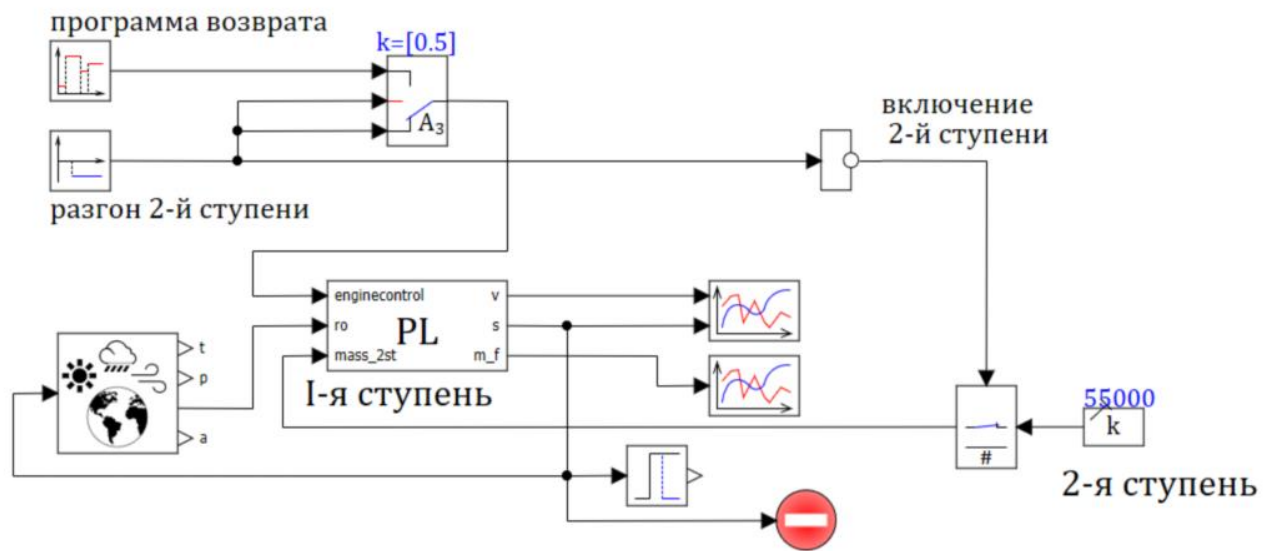 программа возврата
k=[0.5]
A3
включение
2-й ступени
разгон 2-й ступени
enginecontrol
v
ro
PL
s
mass_2st
m_f
t
p
a
I-я ступень
55000
k
#
2-я ступень